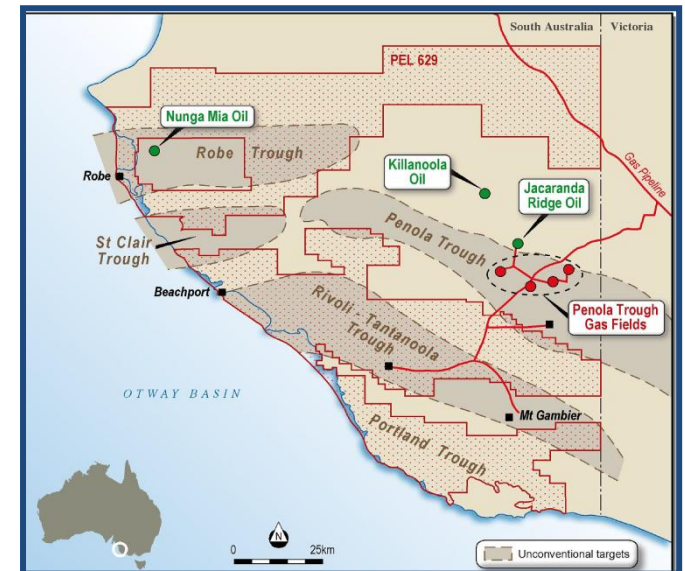 South Australia
Victoria
PEL 629
Nunga Mia Oil
Robe Trough
Robe
Killanoola
Oil
Jacaranda
Ridge Oil
Gas Pipeline
St Clair
Trough
Penola Trough
Beachport
Rivoli - Tantanoola
Trough
Penola Trough
Gas Fields
OTWAY BASIN
Mt Gambier
Portland Trough
N
0
25km
Unconventional targets